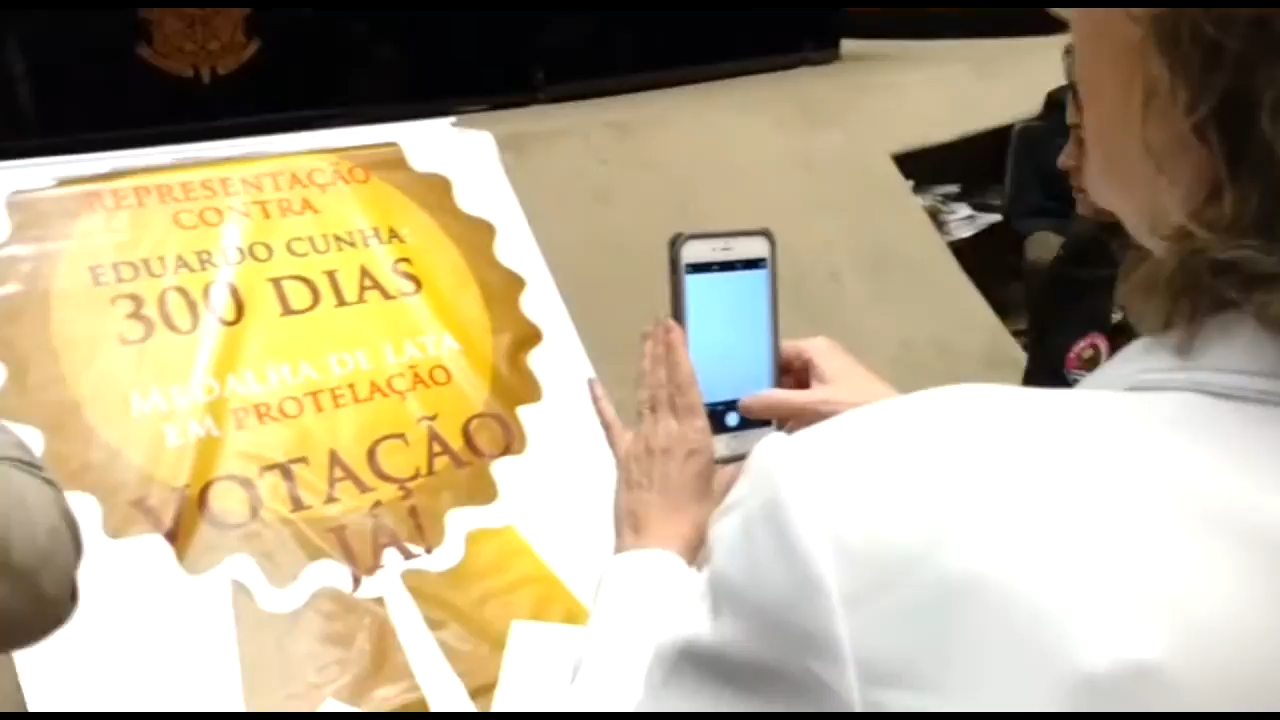 REPRESENTAÇÃO
CONTRA
EDUARDO CUNHA:
300 DIAS
MEDALHA DE LATA
EM PROTELAÇÃO
VOTAÇÃO
JÁ!